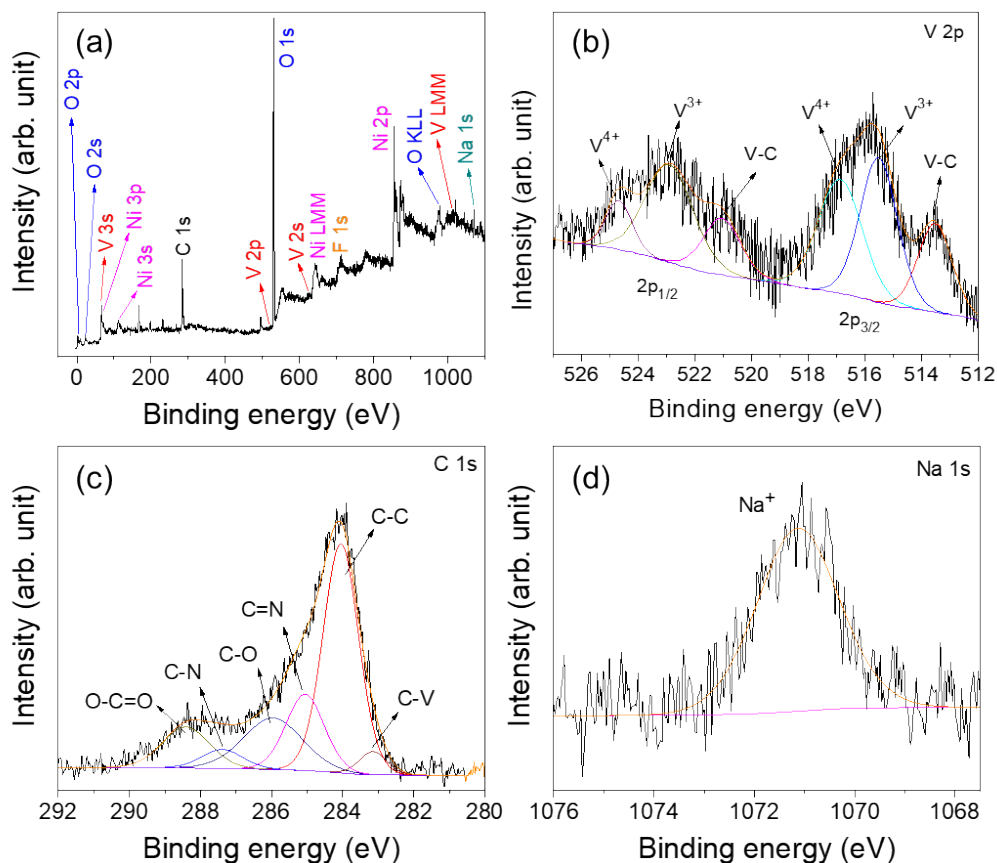 (a)
O 2p
O 2s
V 3s
Ni 3p
Ni 3s
C 1s
V 2p
O 1s
V 2s
Ni LMM
F 1s
Ni 2p
O KLL
V LMM
Na 1s
Intensity (arb. unit)
0 200 400 600 800 1000
Binding energy (eV)
(b)
V 2p
V⁴⁺
V³⁺
V-C
V⁴⁺
V³⁺
V-C
2p1/2
2p3/2
Intensity (arb. unit)
526 524 522 520 518 516 514 512
Binding energy (eV)
(c)
C 1s
C-C
C=N
C-O
C-N
O-C=O
C-V
Intensity (arb. unit)
292 290 288 286 284 282 280
Binding energy (eV)
(d)
Na 1s
Na⁺
Intensity (arb. unit)
1076 1074 1072 1070 1068
Binding energy (eV)